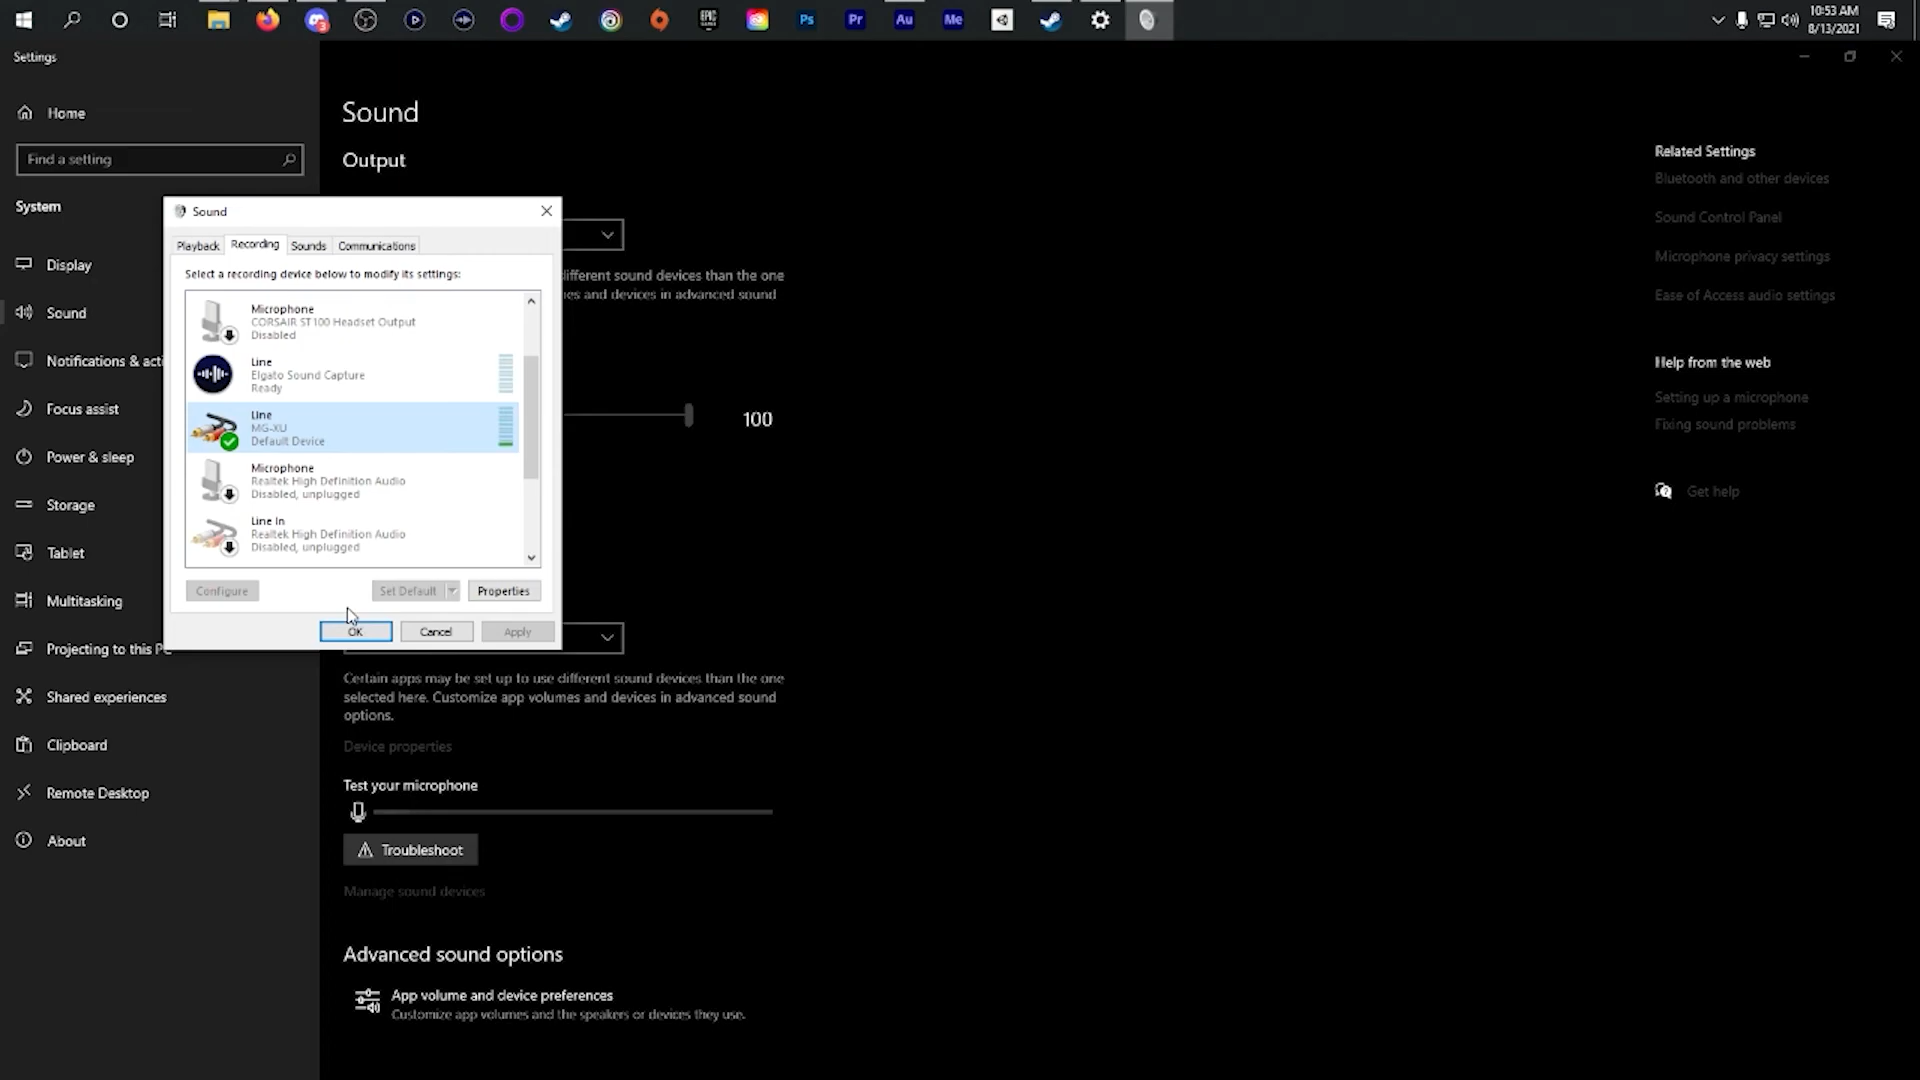 Ps
Pr
Au
Me
EPIC
GAMES
10:53 AM
8/13/2021
Settings
Home
Find a setting
System
Display
Sound
Notifications & acti
Focus assist
Power & sleep
Storage
Tablet
Multitasking
Projecting to this PC
Shared experiences
Clipboard
Remote Desktop
About
Sound
Output
Sound
Playback
Recording
Sounds
Communications
Select a recording device below to modify its settings:
Microphone
CORSAIR ST100 Headset Output
Disabled
Line
Elgato Sound Capture
Ready
Line
MG-XU
Default Device
Microphone
Realtek High Definition Audio
Disabled, unplugged
Line In
Realtek High Definition Audio
Disabled, unplugged
Configure
Set Default
Properties
OK
Cancel
Apply
different sound devices than the one
es and devices in advanced sound
100
Certain apps may be set up to use different sound devices than the one
selected here. Customize app volumes and devices in advanced sound
options.
Device properties
Test your microphone
Troubleshoot
Manage sound devices
Advanced sound options
App volume and device preferences
Customize app volumes and the speakers or devices they use.
Related Settings
Bluetooth and other devices
Sound Control Panel
Microphone privacy settings
Ease of Access audio settings
Help from the web
Setting up a microphone
Fixing sound problems
Get help